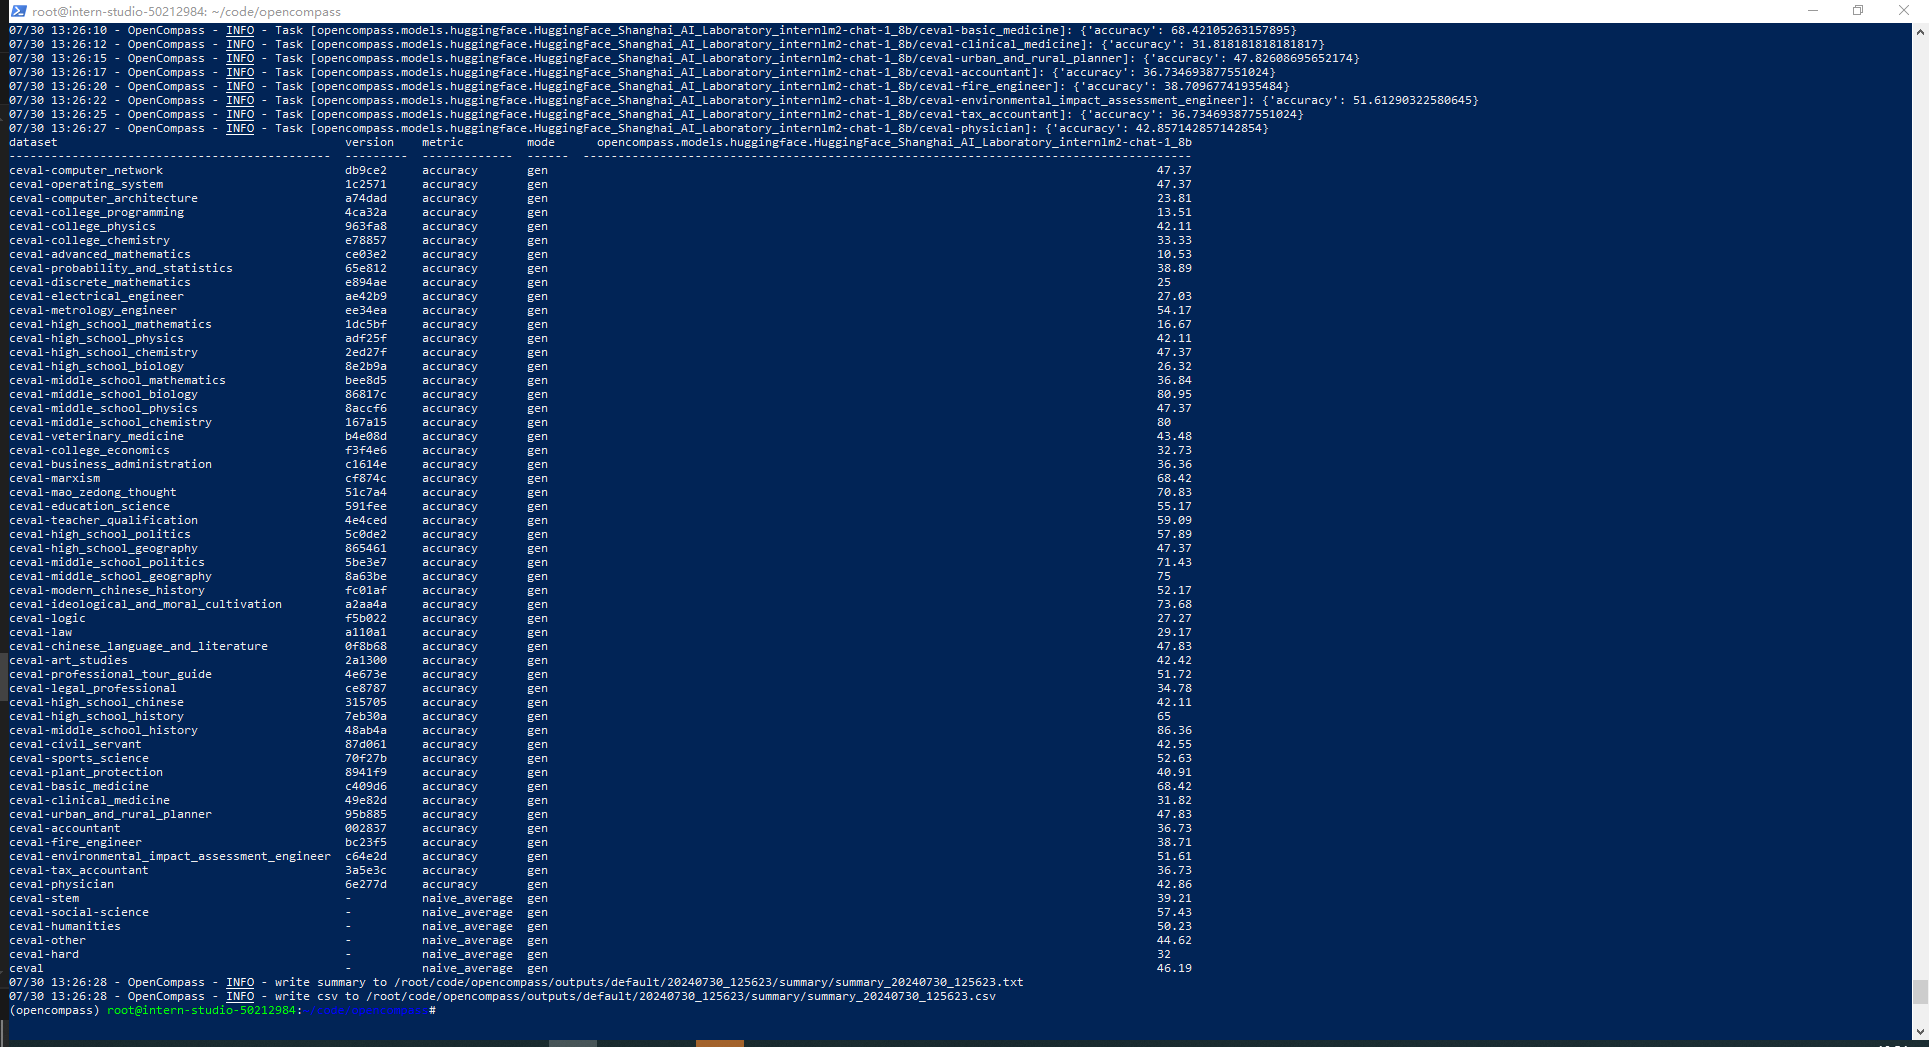 root@intern-studio-50212984: ~/code/opencompass
07/30 13:26:10 - OpenCompass - INFO - Task [opencompass.models.huggingface.HuggingFace_Shanghai_AI_Laboratory_internlm2-chat-1_8b/ceval-basic_medicine]: {'accuracy': 68.42105263157895}
07/30 13:26:12 - OpenCompass - INFO - Task [opencompass.models.huggingface.HuggingFace_Shanghai_AI_Laboratory_internlm2-chat-1_8b/ceval-clinical_medicine]: {'accuracy': 31.818181818181817}
07/30 13:26:15 - OpenCompass - INFO - Task [opencompass.models.huggingface.HuggingFace_Shanghai_AI_Laboratory_internlm2-chat-1_8b/ceval-urban_and_rural_planner]: {'accuracy': 47.82608695652174}
07/30 13:26:17 - OpenCompass - INFO - Task [opencompass.models.huggingface.HuggingFace_Shanghai_AI_Laboratory_internlm2-chat-1_8b/ceval-accountant]: {'accuracy': 36.734693877551024}
07/30 13:26:20 - OpenCompass - INFO - Task [opencompass.models.huggingface.HuggingFace_Shanghai_AI_Laboratory_internlm2-chat-1_8b/ceval-fire_engineer]: {'accuracy': 38.70967741935484}
07/30 13:26:22 - OpenCompass - INFO - Task [opencompass.models.huggingface.HuggingFace_Shanghai_AI_Laboratory_internlm2-chat-1_8b/ceval-environmental_impact_assessment_engineer]: {'accuracy': 51.61290322580645}
07/30 13:26:25 - OpenCompass - INFO - Task [opencompass.models.huggingface.HuggingFace_Shanghai_AI_Laboratory_internlm2-chat-1_8b/ceval-tax_accountant]: {'accuracy': 36.734693877551024}
07/30 13:26:27 - OpenCompass - INFO - Task [opencompass.models.huggingface.HuggingFace_Shanghai_AI_Laboratory_internlm2-chat-1_8b/ceval-physician]: {'accuracy': 42.857142857142854}
dataset version metric mode opencompass.models.huggingface.HuggingFace_Shanghai_AI_Laboratory_internlm2-chat-1_8b
---------------------------------------------- --------- ------------- ------ ---------------------------------------------------------------------------------------
ceval-computer_network db9ce2 accuracy gen 47.37
ceval-operating_system 1c2571 accuracy gen 47.37
ceval-computer_architecture a74dad accuracy gen 23.81
ceval-college_programming 4ca32a accuracy gen 13.51
ceval-college_physics 963fa8 accuracy gen 42.11
ceval-college_chemistry e78857 accuracy gen 33.33
ceval-advanced_mathematics ce03e2 accuracy gen 10.53
ceval-probability_and_statistics 65e812 accuracy gen 38.89
ceval-discrete_mathematics e894ae accuracy gen 25
ceval-electrical_engineer ae42b9 accuracy gen 27.03
ceval-metrology_engineer ee34ea accuracy gen 54.17
ceval-high_school_mathematics 1dc5bf accuracy gen 16.67
ceval-high_school_physics adf25f accuracy gen 42.11
ceval-high_school_chemistry 2ed27f accuracy gen 47.37
ceval-high_school_biology 8e2b9a accuracy gen 26.32
ceval-middle_school_mathematics bee8d5 accuracy gen 36.84
ceval-middle_school_biology 86817c accuracy gen 80.95
ceval-middle_school_physics 8accf6 accuracy gen 47.37
ceval-middle_school_chemistry 167a15 accuracy gen 80
ceval-veterinary_medicine b4e08d accuracy gen 43.48
ceval-college_economics f3f4e6 accuracy gen 32.73
ceval-business_administration c1614e accuracy gen 36.36
ceval-marxism cf874c accuracy gen 68.42
ceval-mao_zedong_thought 51c7a4 accuracy gen 70.83
ceval-education_science 591fee accuracy gen 55.17
ceval-teacher_qualification 4e4ced accuracy gen 59.09
ceval-high_school_politics 5c0de2 accuracy gen 57.89
ceval-high_school_geography 865461 accuracy gen 47.37
ceval-middle_school_politics 5be3e7 accuracy gen 71.43
ceval-middle_school_geography 8a63be accuracy gen 75
ceval-modern_chinese_history fc01af accuracy gen 52.17
ceval-ideological_and_moral_cultivation a2aa4a accuracy gen 73.68
ceval-logic f5b022 accuracy gen 27.27
ceval-law a110a1 accuracy gen 29.17
ceval-chinese_language_and_literature 0f8b68 accuracy gen 47.83
ceval-art_studies 2a1300 accuracy gen 42.42
ceval-professional_tour_guide 4e673e accuracy gen 51.72
ceval-legal_professional ce8787 accuracy gen 34.78
ceval-high_school_chinese 315705 accuracy gen 42.11
ceval-high_school_history 7eb30a accuracy gen 65
ceval-middle_school_history 48ab4a accuracy gen 86.36
ceval-civil_servant 87d061 accuracy gen 42.55
ceval-sports_science 70f27b accuracy gen 52.63
ceval-plant_protection 8941f9 accuracy gen 40.91
ceval-basic_medicine c409d6 accuracy gen 68.42
ceval-clinical_medicine 49e82d accuracy gen 31.82
ceval-urban_and_rural_planner 95b885 accuracy gen 47.83
ceval-accountant 002837 accuracy gen 36.73
ceval-fire_engineer bc23f5 accuracy gen 38.71
ceval-environmental_impact_assessment_engineer c64e2d accuracy gen 51.61
ceval-tax_accountant 3a5e3c accuracy gen 36.73
ceval-physician 6e277d accuracy gen 42.86
ceval-stem - naive_average gen 39.21
ceval-social-science - naive_average gen 57.43
ceval-humanities - naive_average gen 50.23
ceval-other - naive_average gen 44.62
ceval-hard - naive_average gen 32
ceval - naive_average gen 46.19
07/30 13:26:28 - OpenCompass - INFO - write summary to /root/code/opencompass/outputs/default/20240730_125623/summary/summary_20240730_125623.txt
07/30 13:26:28 - OpenCompass - INFO - write csv to /root/code/opencompass/outputs/default/20240730_125623/summary/summary_20240730_125623.csv
(opencompass) root@intern-studio-50212984:~/code/opencompass#